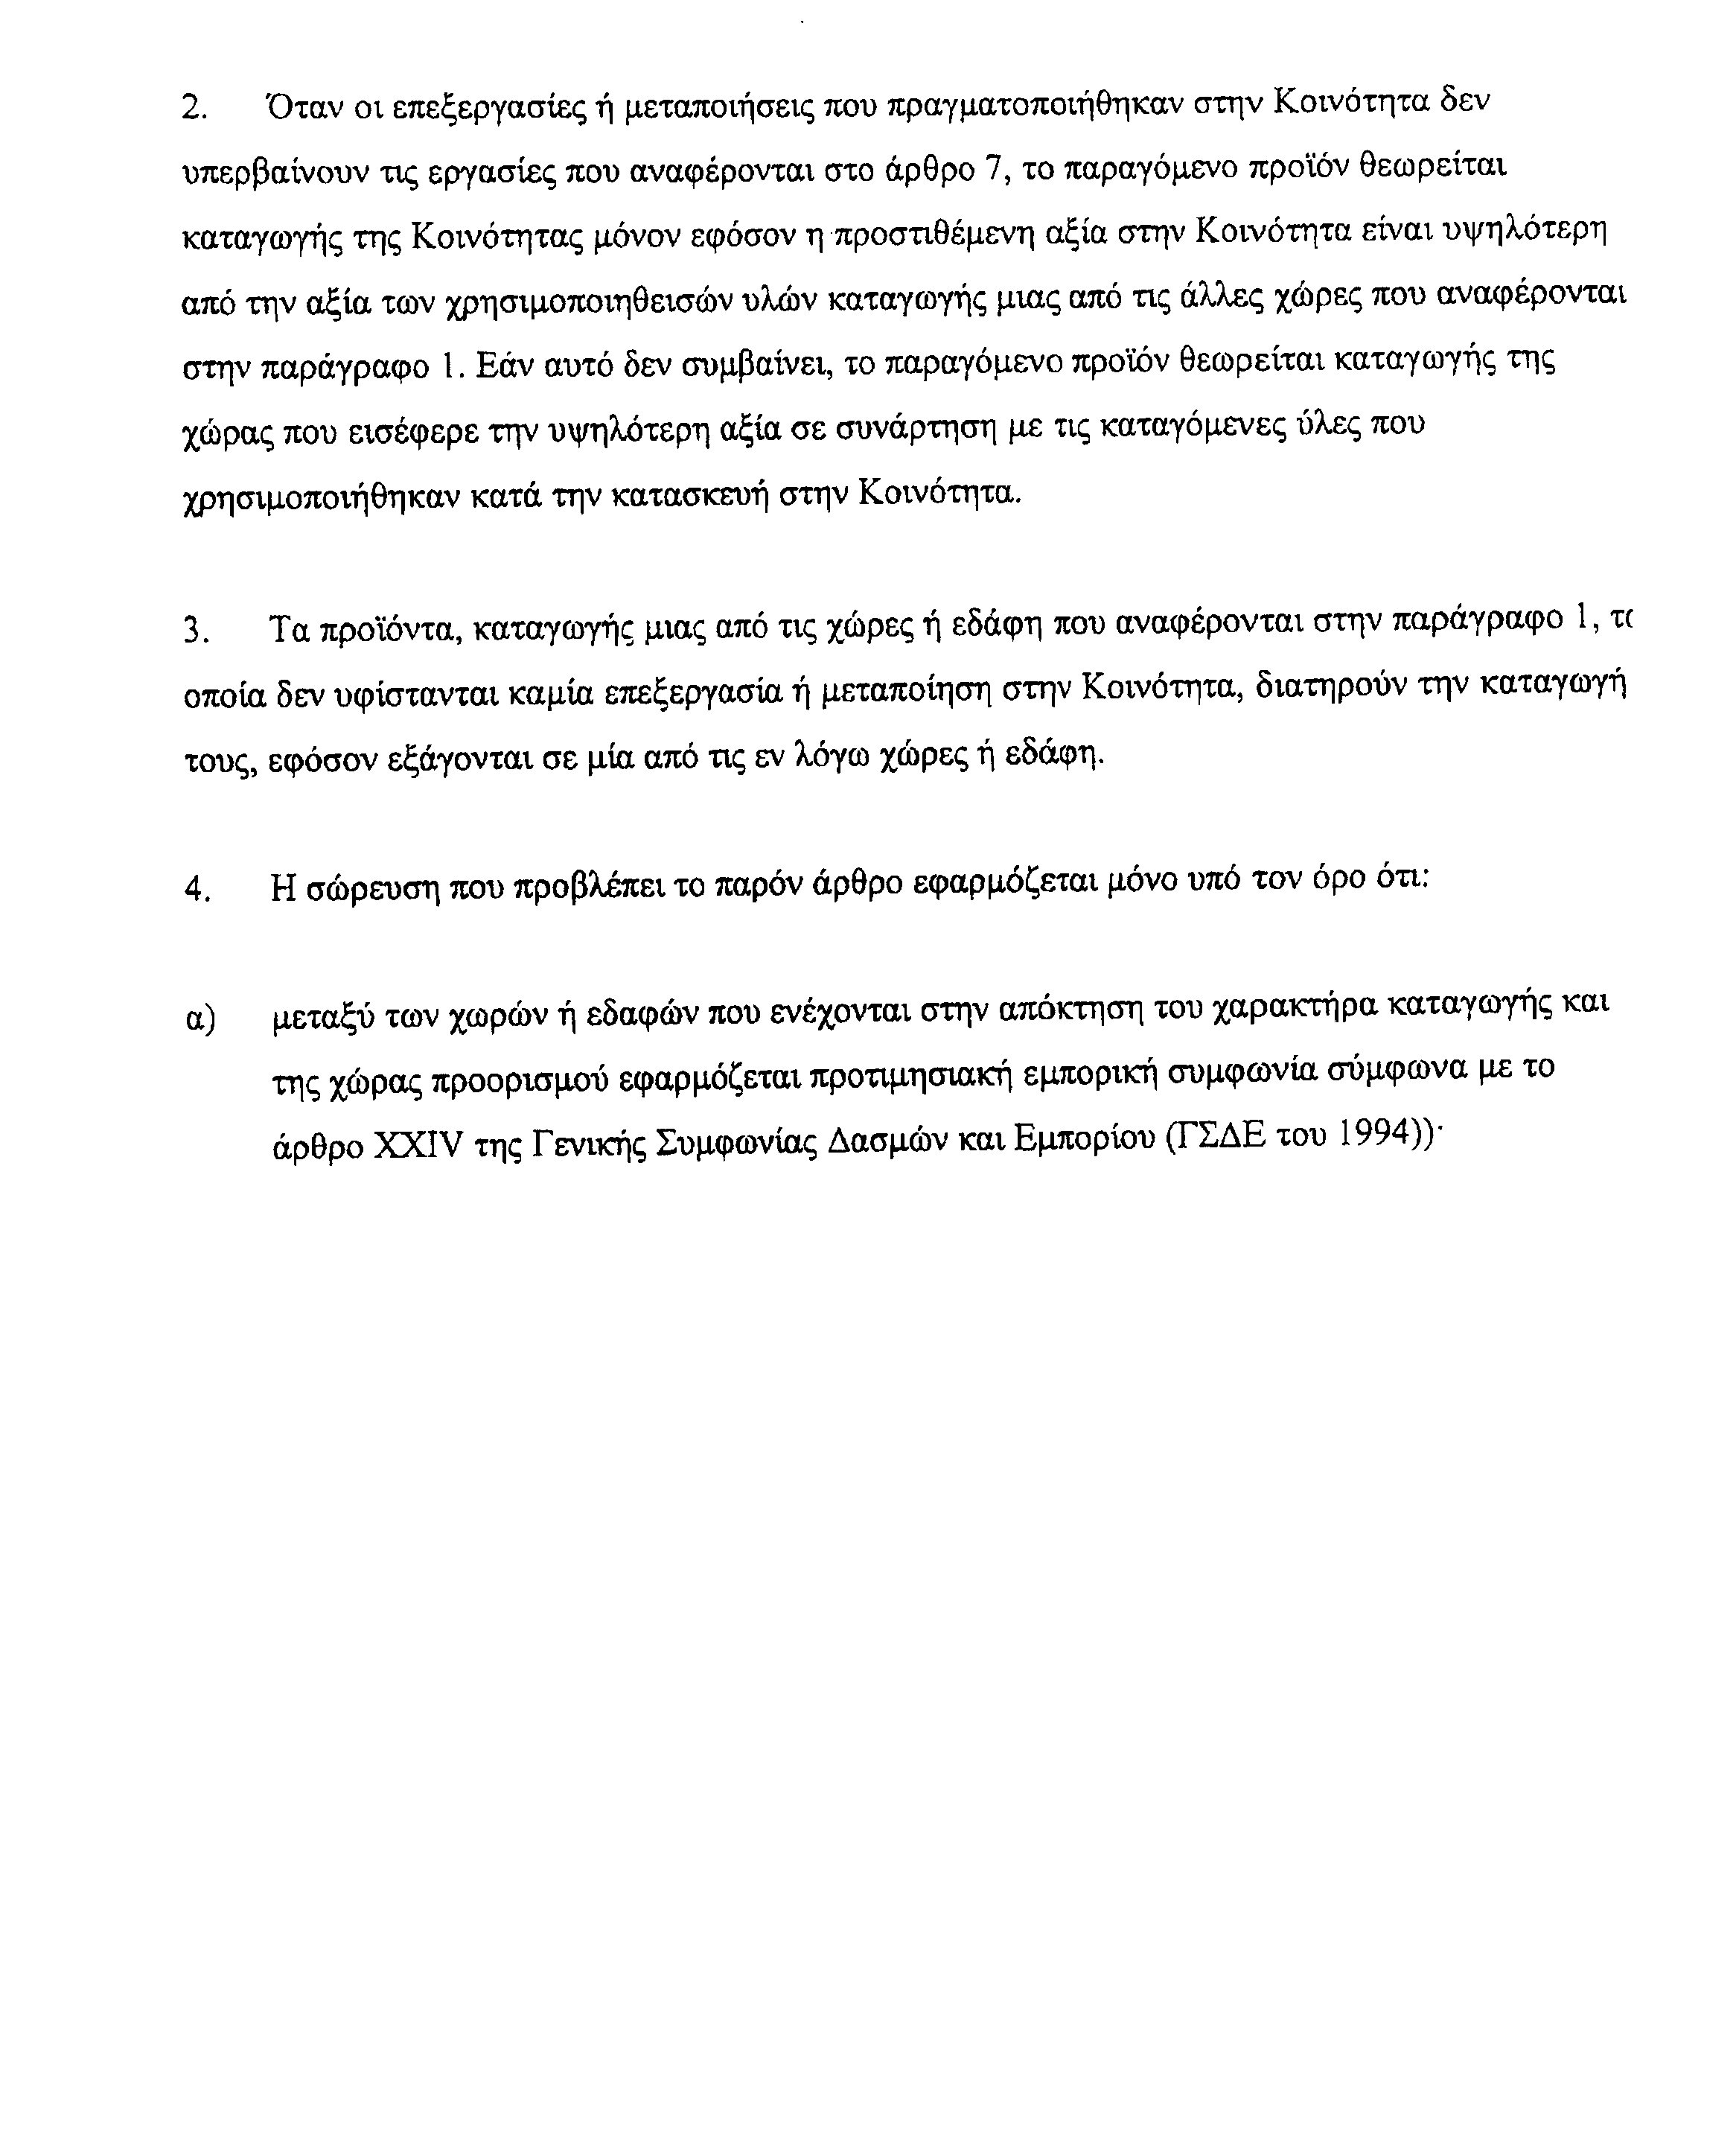 2. Όταν οι επεξεργασίες ή μεταποιήσεις που πραγματοποιήθηκαν στην Κοινότητα δεν
υπερβαίνουν τις εργασίες που αναφέρονται στο άρθρο 7, το παραγόμενο προϊόν θεωρείται
καταγωγής της Κοινότητας μόνον εφόσον η προστιθέμενη αξία στην Κοινότητα είναι υψηλότερη
από την αξία των χρησιμοποιηθεισών υλών καταγωγής μιας από τις άλλες χώρες που αναφέρονται
στην παράγραφο 1. Εάν αυτό δεν συμβαίνει, το παραγόμενο προϊόν θεωρείται καταγωγής της
χώρας που εισέφερε την υψηλότερη αξία σε συνάρτηση με τις καταγόμενες ύλες που
χρησιμοποιήθηκαν κατά την κατασκευή στην Κοινότητα.
3. Τα προϊόντα, καταγωγής μιας από τις χώρες ή εδάφη που αναφέρονται στην παράγραφο 1,
οποία δεν υφίστανται καμία επεξεργασία ή μεταποίηση στην Κοινότητα, διατηρούν την καταγωγή
τους, εφόσον εξάγονται σε μία από τις εν λόγω χώρες ή εδάφη.
4. Η σώρευση που προβλέπει το παρόν άρθρο εφαρμόζεται μόνο υπό τον όρο ότι:
α) μεταξύ των χωρών ή εδαφών που ενέχονται στην απόκτηση του χαρακτήρα καταγωγής και
της χώρας προορισμού εφαρμόζεται προτιμησιακή εμπορική συμφωνία σύμφωνα με το
άρθρο XXIV της Γενικής Συμφωνίας Δασμών και Εμπορίου (ΓΣΔΕ του 1994))·